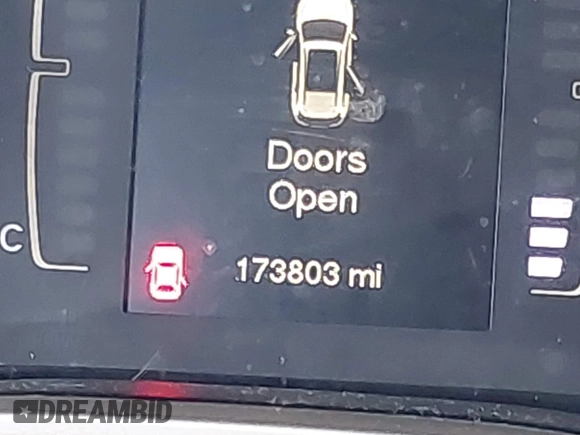 Doors
Open
C
173803 mi
DREAMBID